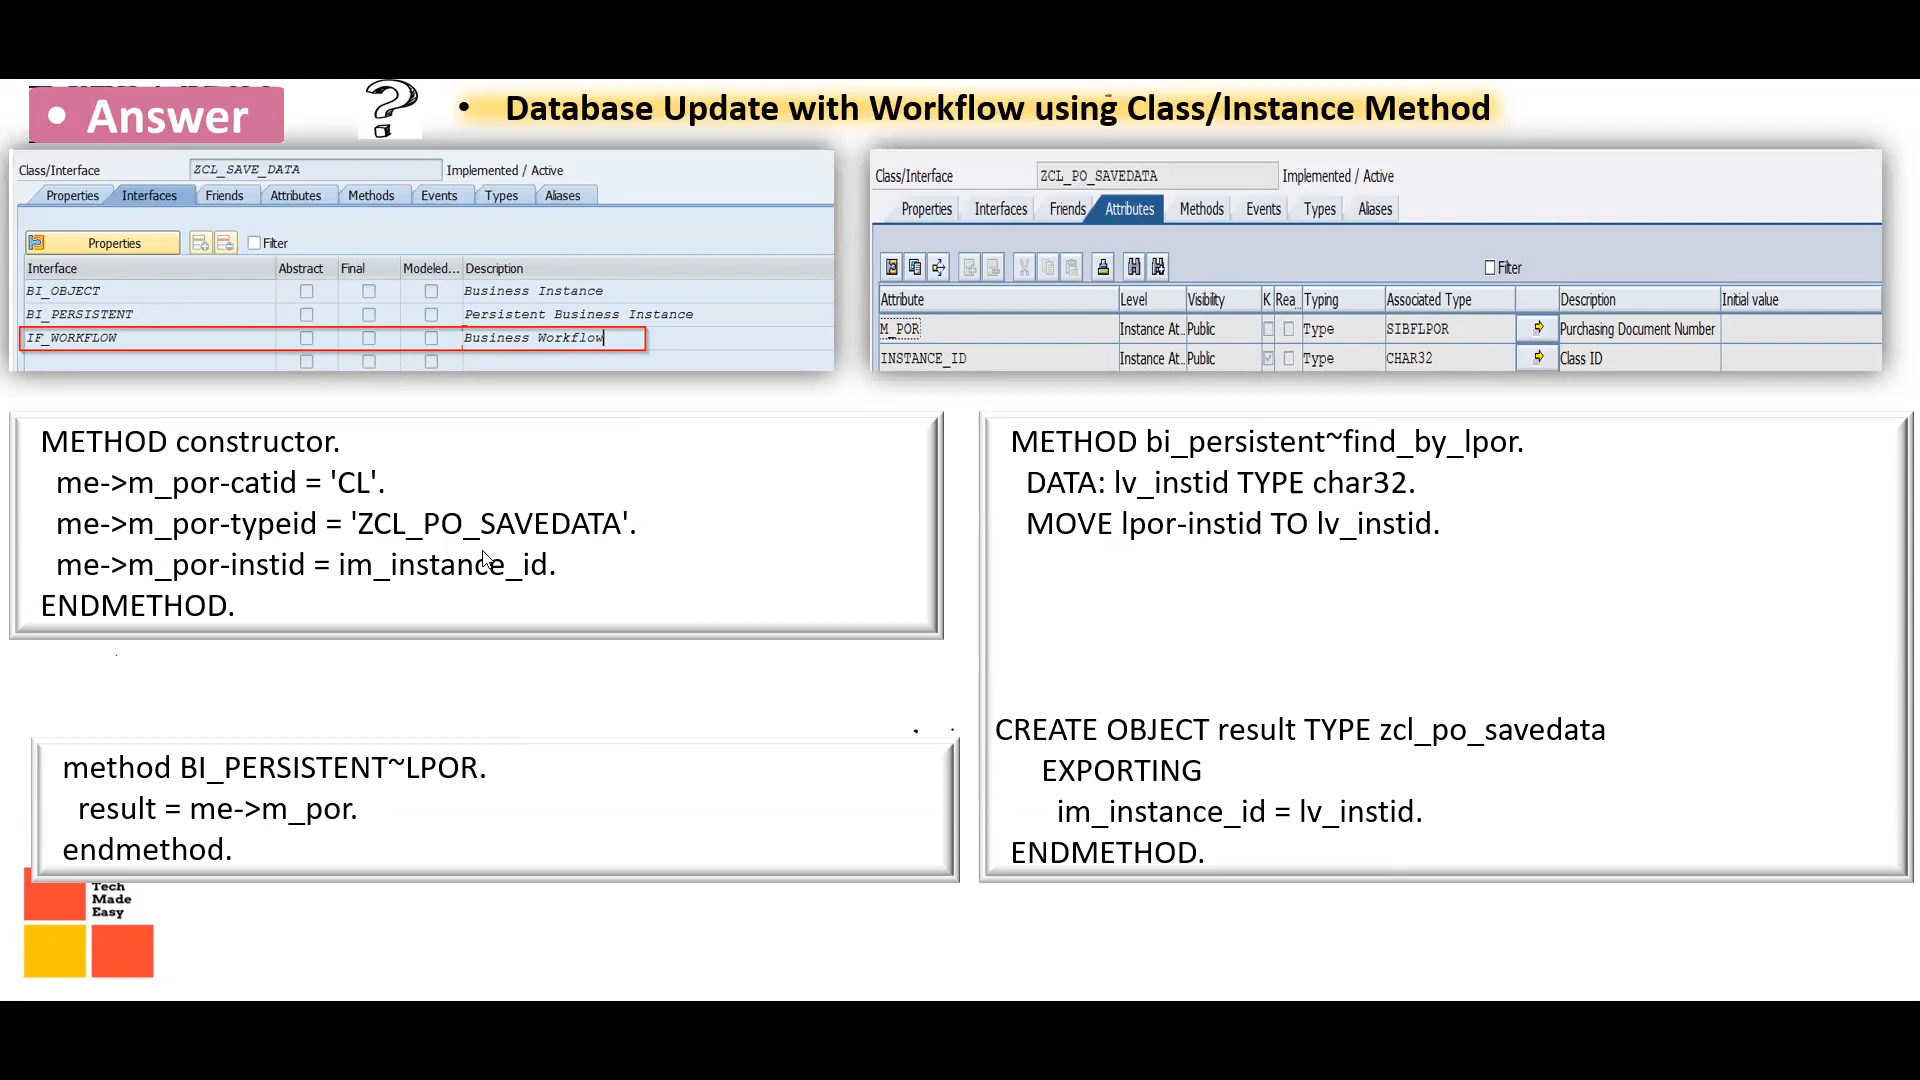 • Answer
?
• Database Update with Workflow using Class/Instance Method
Class/Interface ZCL_SAVE_DATA Implemented / Active
Properties Interfaces Friends Attributes Methods Events Types Aliases
Properties Filter
Interface Abstract Final Modeled... Description
BI_OBJECT Business Instance
BI_PERSISTENT Persistent Business Instance
IF_WORKFLOW Business Workflow
Class/Interface ZCL_PO_SAVEDATA Implemented / Active
Properties Interfaces Friends Attributes Methods Events Types Aliases
Filter
Attribute Level Visibility K Rea... Typing Associated Type Description Initial value
M_POR Instance At.. Public Type SIBFLPOR Purchasing Document Number
INSTANCE_ID Instance At.. Public Type CHAR32 Class ID
METHOD constructor.
me->m_por-catid = 'CL'.
me->m_por-typeid = 'ZCL_PO_SAVEDATA'.
me->m_por-instid = im_instance_id.
ENDMETHOD.
method BI_PERSISTENT~LPOR.
result = me->m_por.
endmethod.
METHOD bi_persistent~find_by_lpor.
DATA: lv_instid TYPE char32.
MOVE lpor-instid TO lv_instid.
CREATE OBJECT result TYPE zcl_po_savedata
EXPORTING
im_instance_id = lv_instid.
ENDMETHOD.
Tech
Made
Easy